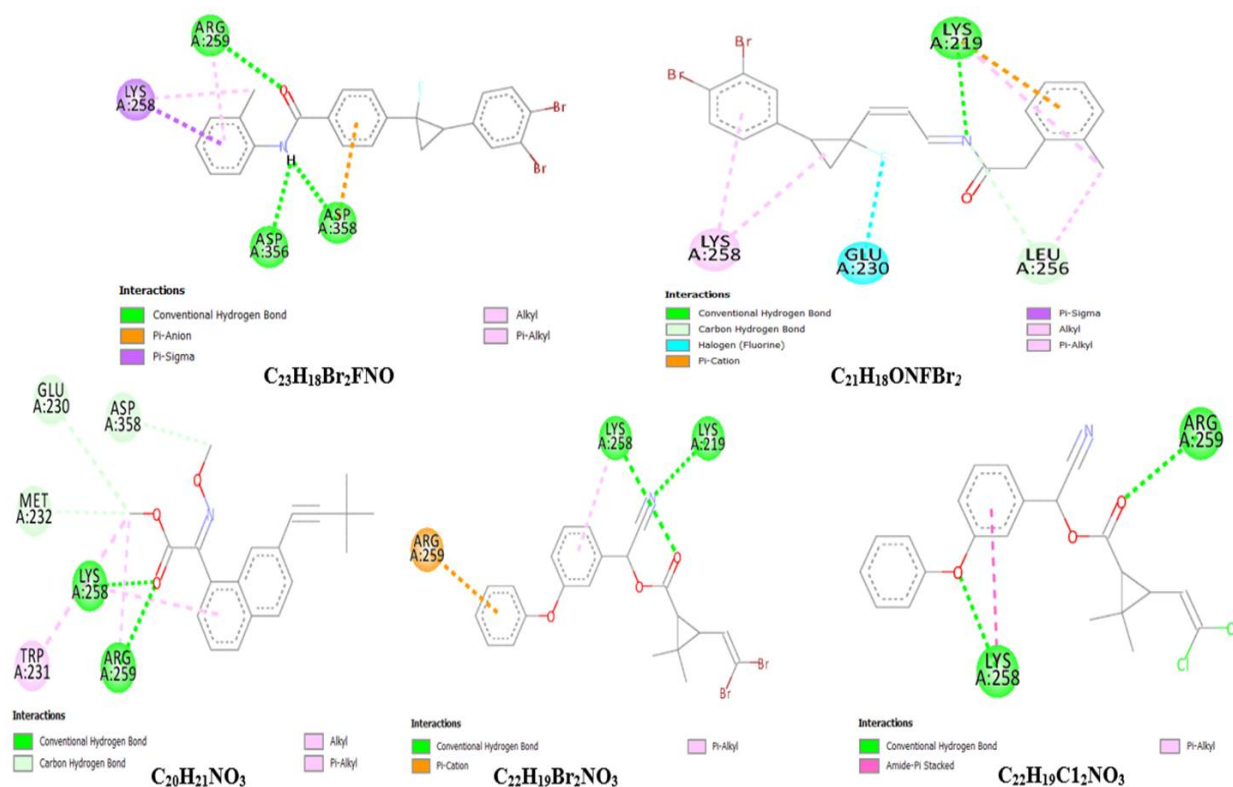 ARG
A:259
LYS
A:258
O
N
H
Br
Br
ASP
A:356
ASP
A:358
Interactions
Conventional Hydrogen Bond
Pi-Anion
Pi-Sigma
Alkyl
Pi-Alkyl
C₂₃H₁₈Br₂FNO
LYS
A:219
Br
Br
N
O
LYS
A:258
GLU
A:230
LEU
A:256
Interactions
Conventional Hydrogen Bond
Carbon Hydrogen Bond
Halogen (Fluorine)
Pi-Cation
Pi-Sigma
Alkyl
Pi-Alkyl
C₂₁H₁₈ONFBr₂
GLU
A:230
ASP
A:358
MET
A:232
O
O
N
O
LYS
A:258
TRP
A:231
ARG
A:259
Interactions
Conventional Hydrogen Bond
Carbon Hydrogen Bond
Alkyl
Pi-Alkyl
C₂₀H₂₁NO₃
LYS
A:258
LYS
A:219
N
ARG
A:259
O
O
O
Br
Br
Interactions
Conventional Hydrogen Bond
Pi-Cation
Pi-Alkyl
C₂₂H₁₉Br₂NO₃
ARG
A:259
N
O
O
O
LYS
A:258
Cl
Interactions
Conventional Hydrogen Bond
Amide-Pi Stacked
Pi-Alkyl
C₂₂H₁₉C1₂NO₃